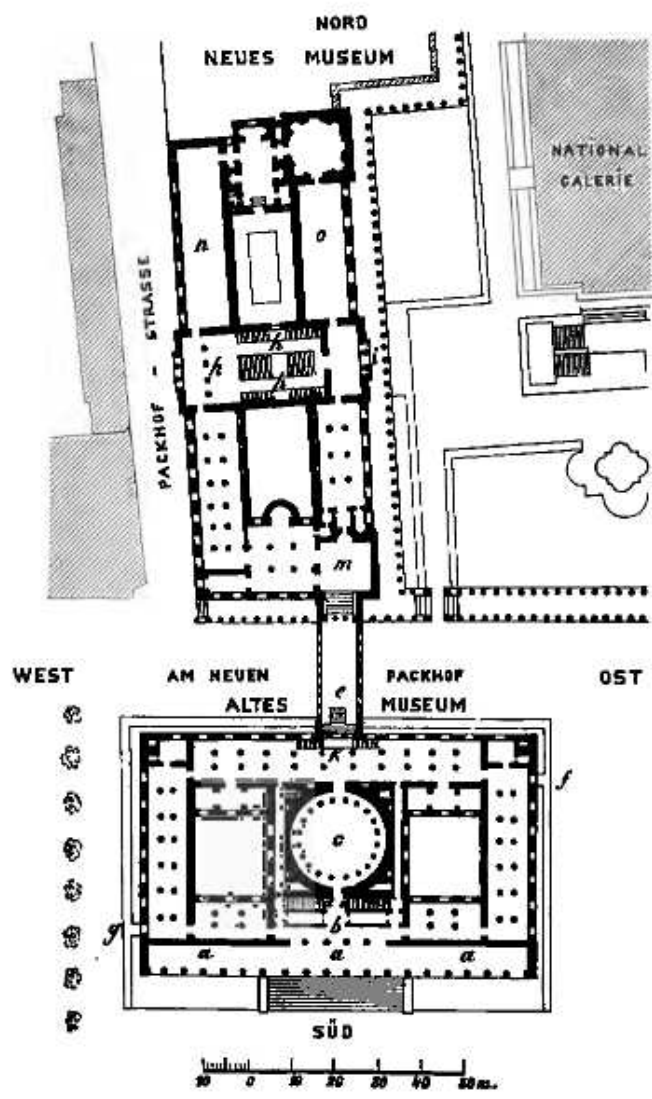 NORD
NEUES MUSEUM
NATIONAL
GALERIE
PACKHOF - STRASSE
n
o
h
h
h
i
m
WEST
AM NEUEN PACKHOF
OST
ALTES MUSEUM
e
k
f
c
g
b
a
a
a
SÜD
10 0 10 20 30 40 50 m.